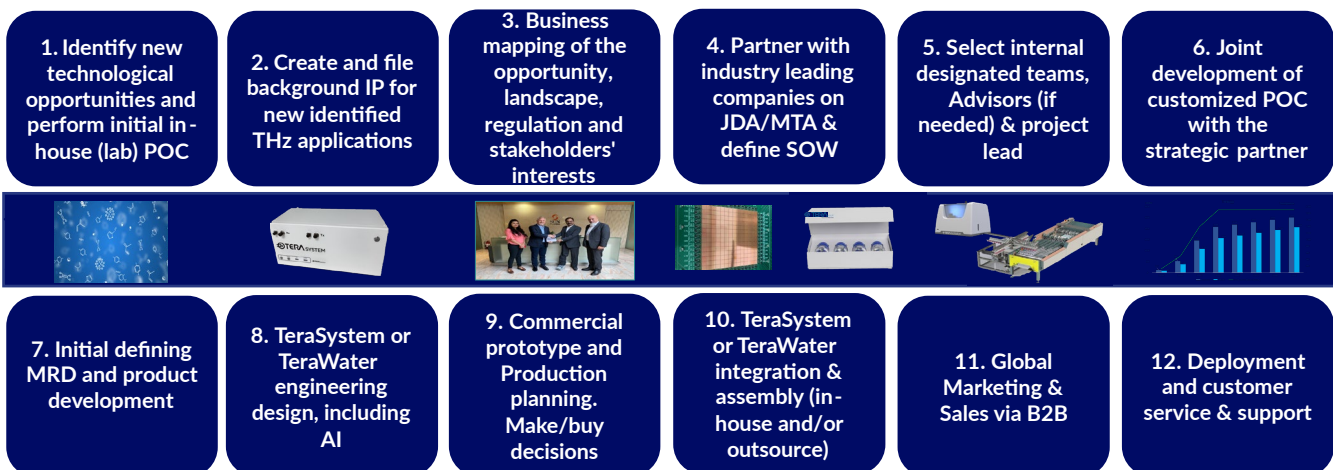 1. Identify new
technological
opportunities and
perform initial in-
house (lab) POC
2. Create and file
background IP for
new identified
THz applications
3. Business
mapping of the
opportunity,
landscape,
regulation and
stakeholders'
interests
4. Partner with
industry leading
companies on
JDA/MTA &
define SOW
5. Select internal
designated teams,
Advisors (if
needed) & project
lead
6. Joint
development of
customized POC
with the
strategic partner
TERA SYSTEM
TERA
7. Initial defining
MRD and product
development
8. TeraSystem or
TeraWater
engineering
design, including
AI
9. Commercial
prototype and
Production
planning.
Make/buy
decisions
10. TeraSystem
or TeraWater
integration &
assembly (in-
house and/or
outsource)
11. Global
Marketing &
Sales via B2B
12. Deployment
and customer
service & support